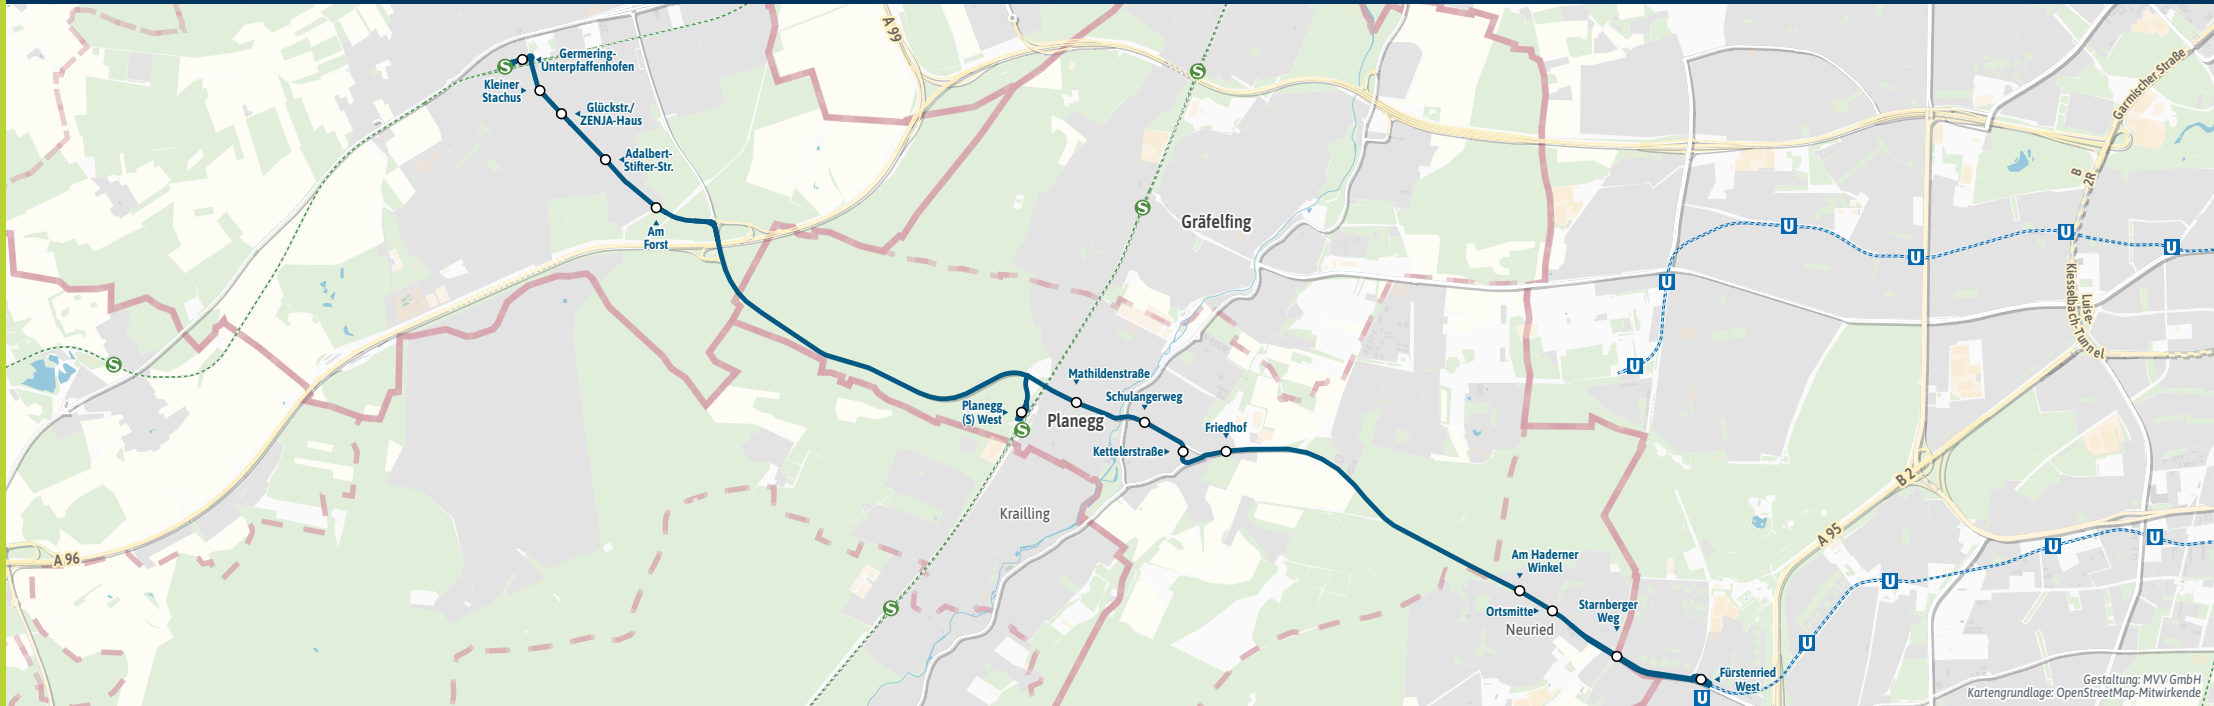 A 99
Germering-
Unterpfaffenhofen
S
Kleiner
Stachus
Glückstr./
ZENJA-Haus
Adalbert-
Stifter-Str.
Am
Forst
S
S
Gräfelfing
Garmischer Straße
B
2R
U
U
U
U
U
U
Luise-
Kiesselbach-Tunnel
S
Mathildenstraße
Planegg
(S) West
Schulangerweg
Planegg
S
Friedhof
Kettelerstraße
B 2
Krailling
A 95
A 96
U
U
U
U
S
Am Haderner
Winkel
Ortsmitte
Starnberger
Weg
Neuried
Fürstenried
West
U
Gestaltung: MVV GmbH
Kartengrundlage: OpenStreetMap-Mitwirkende